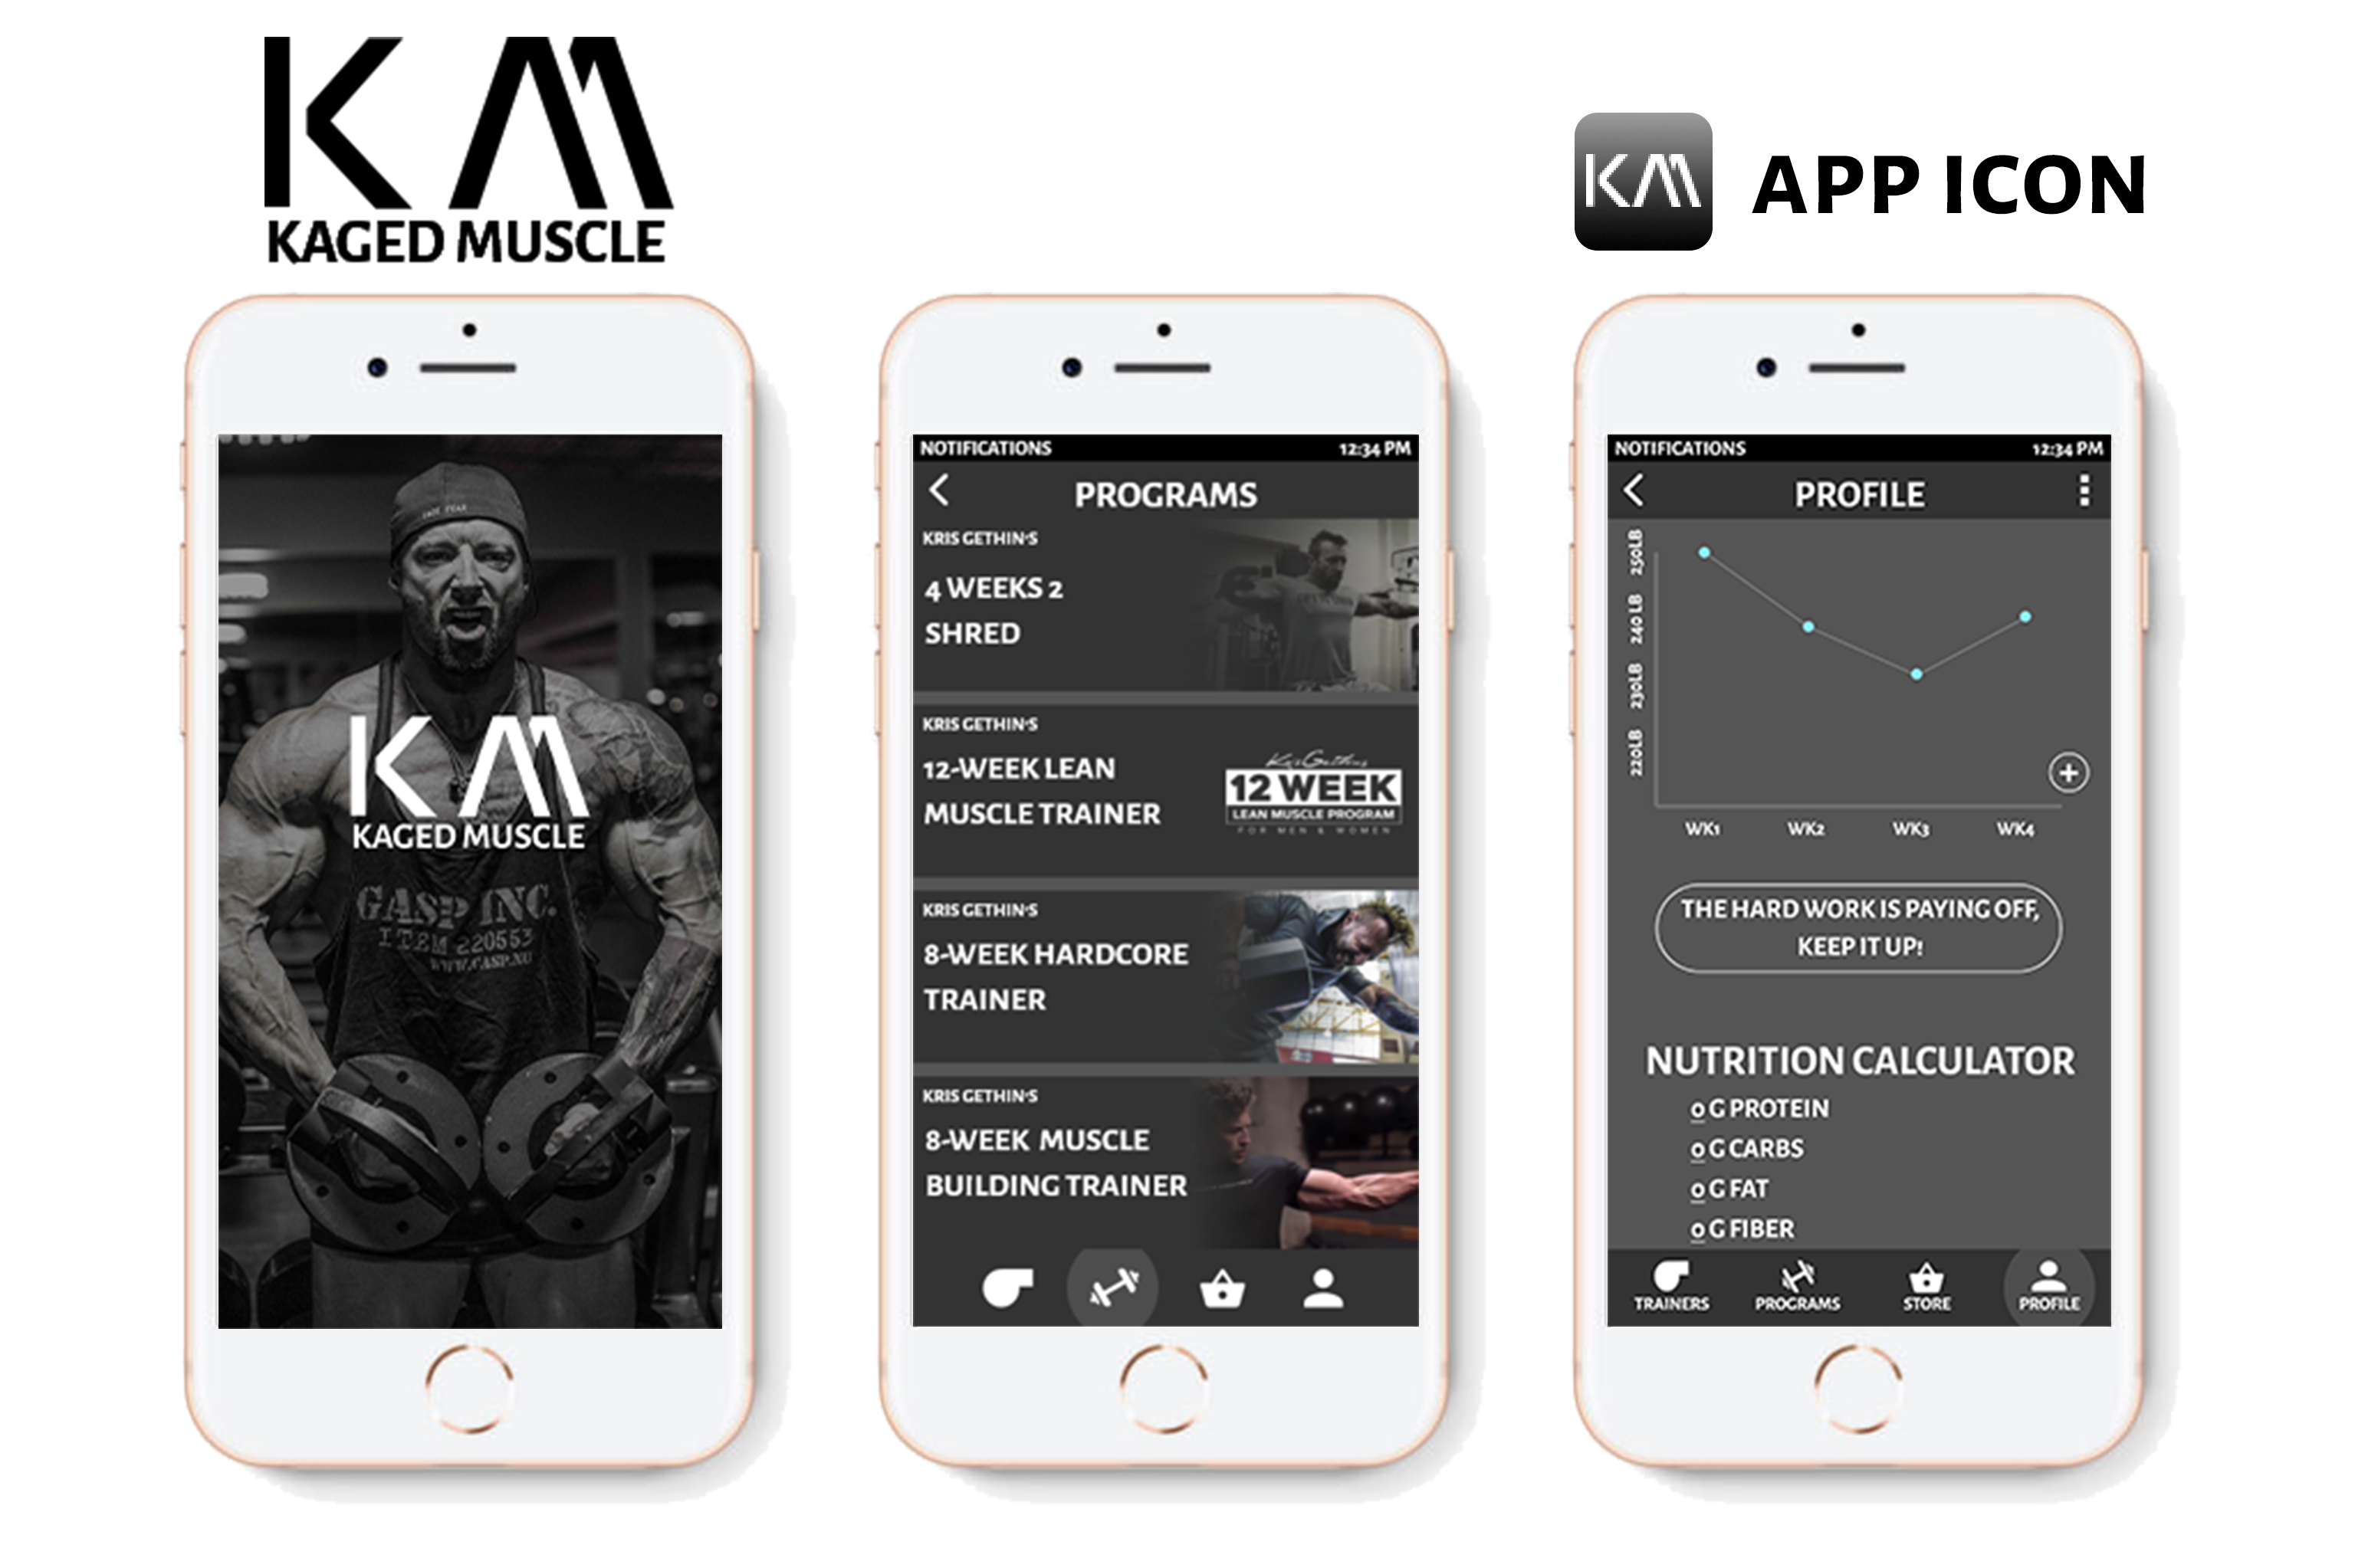 KM
KAGED MUSCLE
KM
APP ICON
KM
KAGED MUSCLE
GASP INC.
ITEM 220553
WWW.GASP.NU
NOTIFICATIONS
12:34 PM
PROGRAMS
KRIS GETHIN'S
4 WEEKS 2
SHRED
KRIS GETHIN'S
12-WEEK LEAN
MUSCLE TRAINER
Kris Gethin's
12 WEEK
LEAN MUSCLE PROGRAM
FOR MEN & WOMEN
KRIS GETHIN'S
8-WEEK HARDCORE
TRAINER
KRIS GETHIN'S
8-WEEK MUSCLE
BUILDING TRAINER
NOTIFICATIONS
12:34 PM
PROFILE
250LB
240LB
230LB
220LB
WK1
WK2
WK3
WK4
THE HARD WORK IS PAYING OFF,
KEEP IT UP!
NUTRITION CALCULATOR
0 G PROTEIN
0 G CARBS
0 G FAT
0 G FIBER
TRAINERS
PROGRAMS
STORE
PROFILE